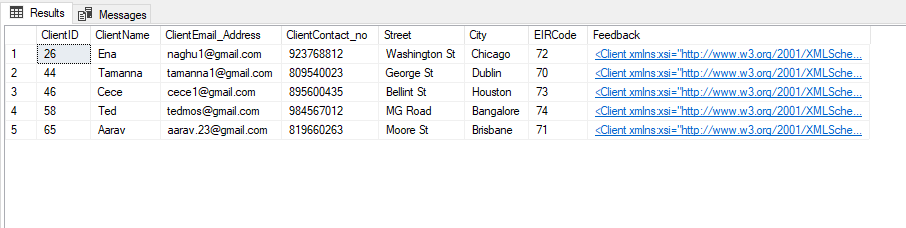 Results Messages
ClientID ClientName ClientEmail_Address ClientContact_no Street City EIRCode Feedback
1 26 Ena naghu1@gmail.com 923768812 Washington St Chicago 72 <Client xmlns:xsi="http://www.w3.org/2001/XMLSche...
2 44 Tamanna tamanna1@gmail.com 809540023 George St Dublin 70 <Client xmlns:xsi="http://www.w3.org/2001/XMLSche...
3 46 Cece cece1@gmail.com 895600435 Bellint St Houston 73 <Client xmlns:xsi="http://www.w3.org/2001/XMLSche...
4 58 Ted tedmos@gmail.com 984567012 MG Road Bangalore 74 <Client xmlns:xsi="http://www.w3.org/2001/XMLSche...
5 65 Aarav aarav.23@gmail.com 819660263 Moore St Brisbane 71 <Client xmlns:xsi="http://www.w3.org/2001/XMLSche...